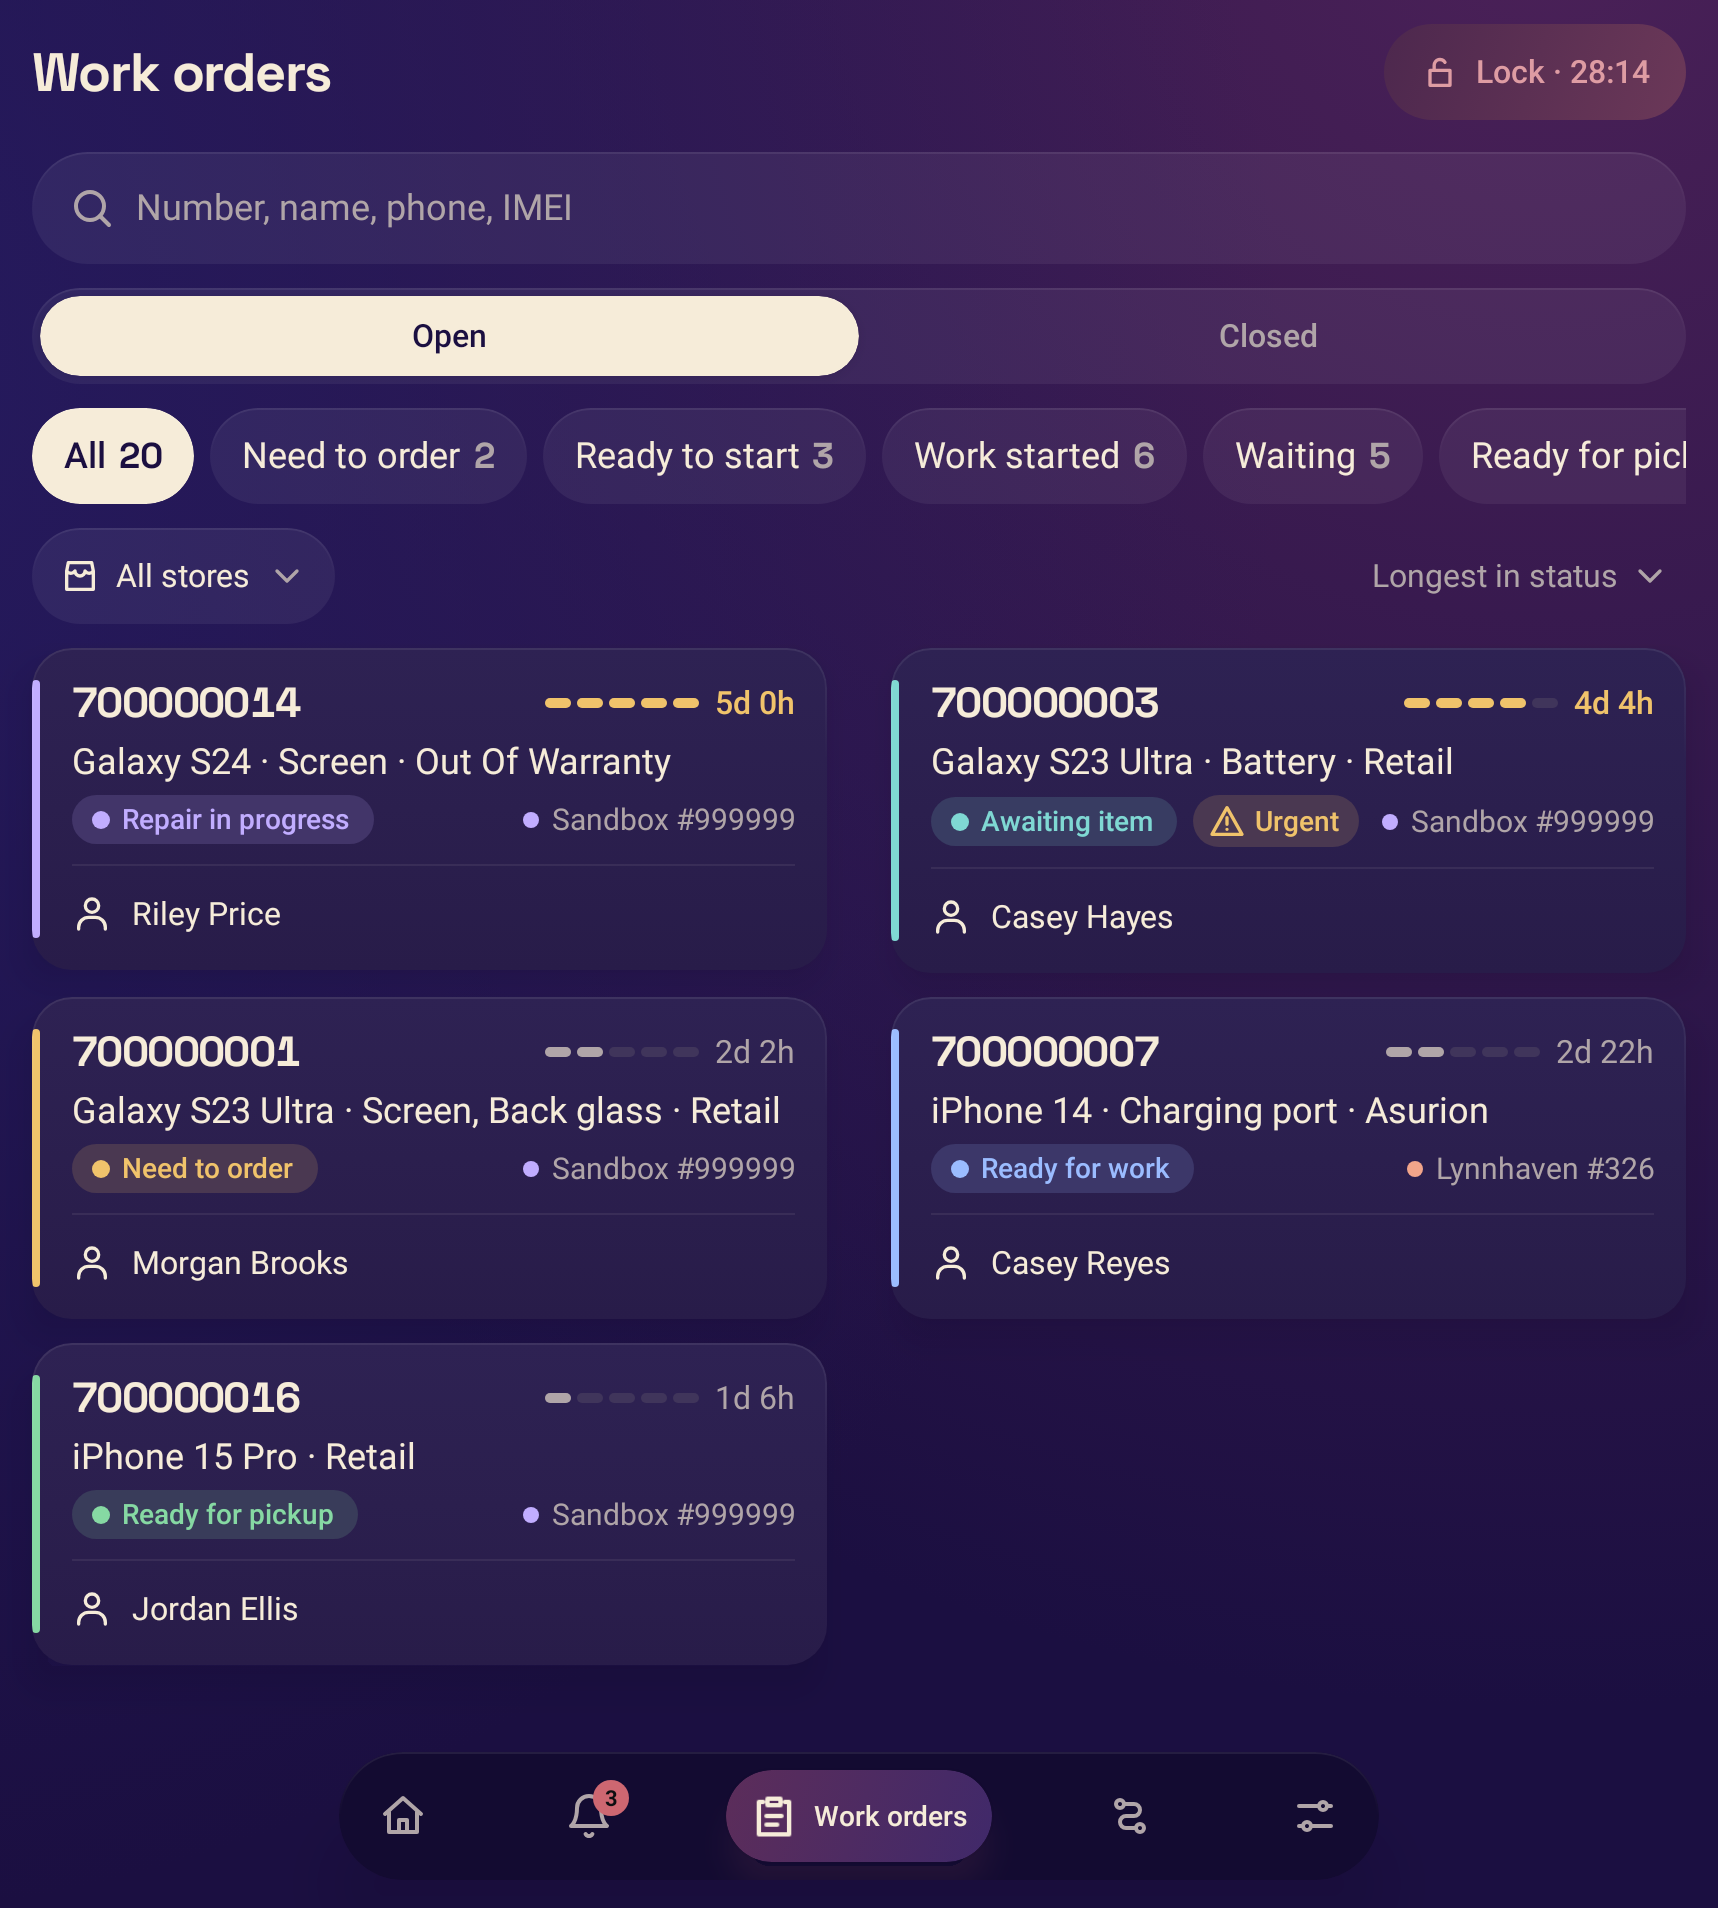 Work orders
Lock · 28:14
Number, name, phone, IMEI
Open
Closed
All 20
Need to order 2
Ready to start 3
Work started 6
Waiting 5
Ready for pic
All stores
Longest in status
700000014
5d 0h
Galaxy S24 · Screen · Out Of Warranty
Repair in progress
Sandbox #999999
Riley Price
700000003
4d 4h
Galaxy S23 Ultra · Battery · Retail
Awaiting item
Urgent
Sandbox #999999
Casey Hayes
700000001
2d 2h
Galaxy S23 Ultra · Screen, Back glass · Retail
Need to order
Sandbox #999999
Morgan Brooks
700000007
2d 22h
iPhone 14 · Charging port · Asurion
Ready for work
Lynnhaven #326
Casey Reyes
700000016
1d 6h
iPhone 15 Pro · Retail
Ready for pickup
Sandbox #999999
Jordan Ellis
3
Work orders